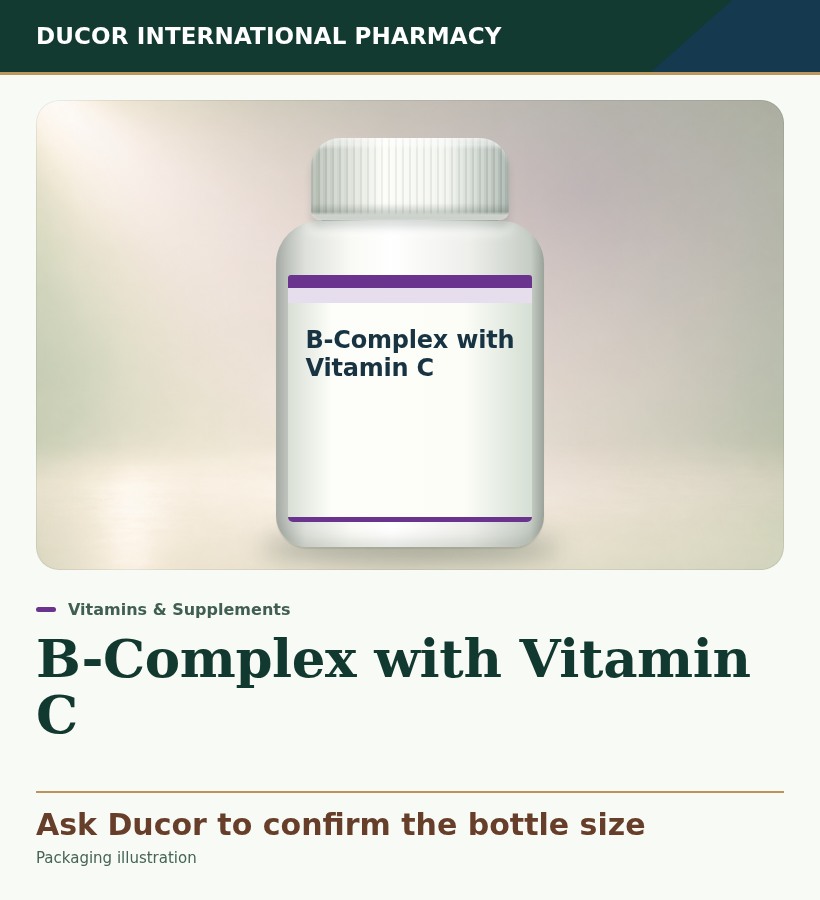 DUCOR INTERNATIONAL PHARMACY
B-Complex with
Vitamin C
Vitamins & Supplements
B-Complex with Vitamin
C
Ask Ducor to confirm the bottle size
Packaging illustration